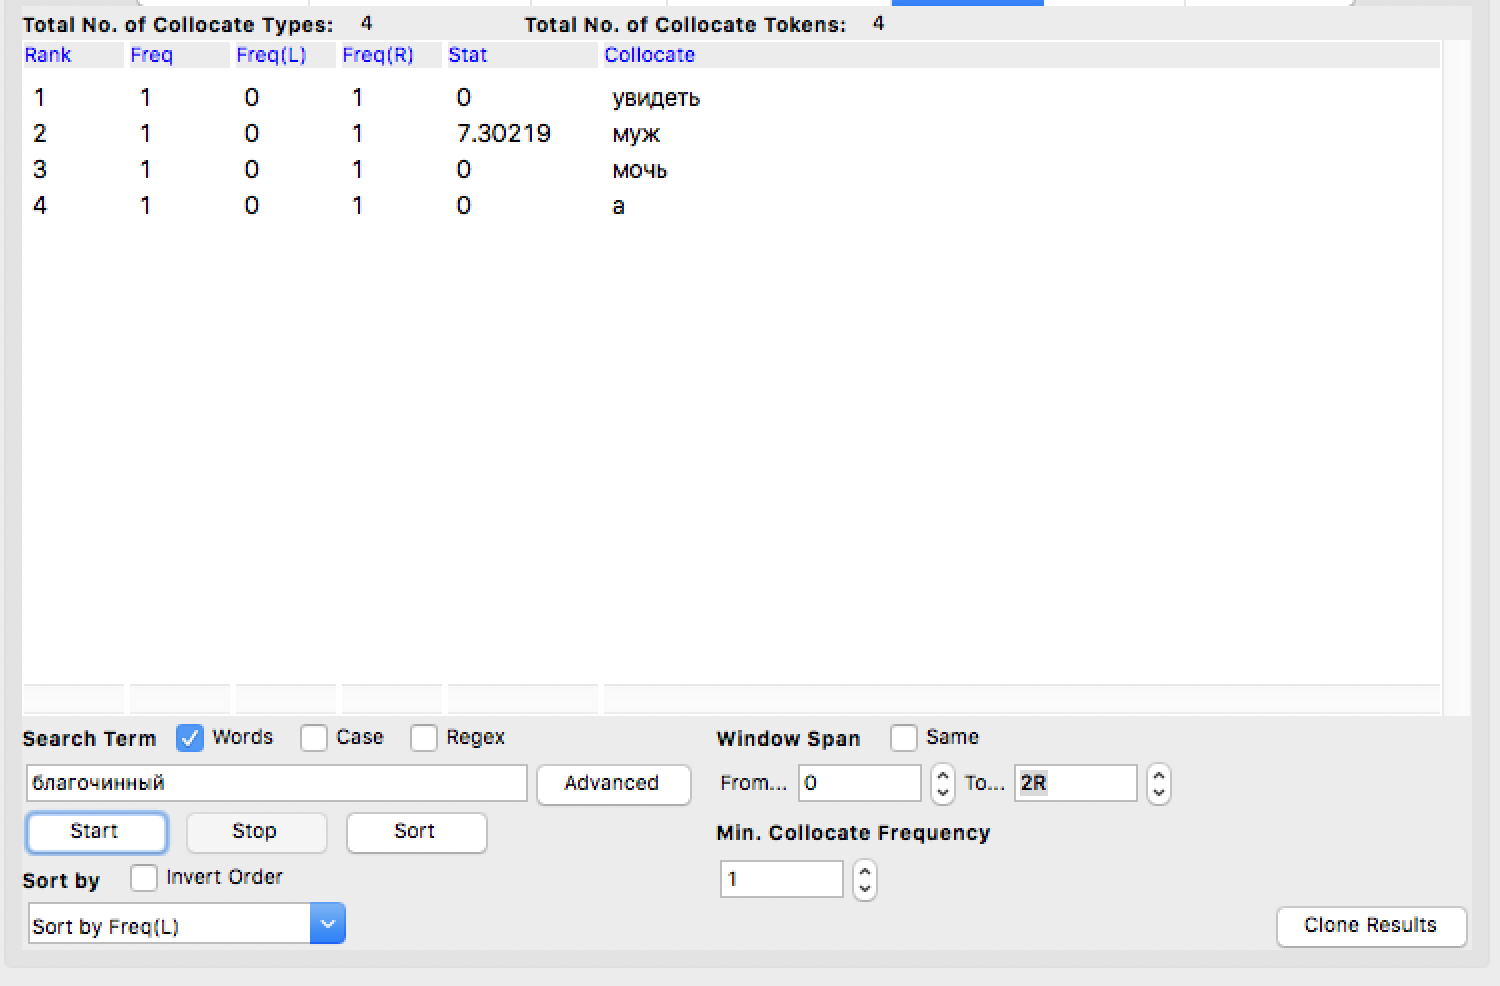 Total No. of Collocate Types: 4 Total No. of Collocate Tokens: 4
Rank Freq Freq(L) Freq(R) Stat Collocate
1 1 0 1 0 увидеть
2 1 0 1 7.30219 муж
3 1 0 1 0 мочь
4 1 0 1 0 а
Search Term Words Case Regex Window Span Same
благочинный Advanced From... 0 To... 2R
Start Stop Sort Min. Collocate Frequency
Sort by Invert Order 1
Sort by Freq(L) Clone Results